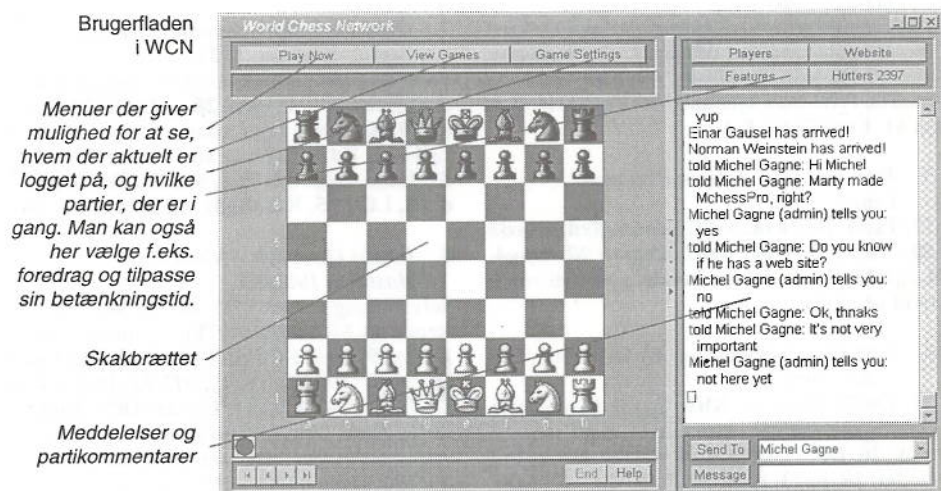 Brugerfladen
i WCN
Menuer der giver
mulighed for at se,
hvem der aktuelt er
logget på, og hvilke
partier, der er i
gang. Man kan også
her vælge f.eks.
foredrag og tilpasse
sin betænkningstid.
Skakbrættet
Meddelelser og
partikommentarer
World Chess Network
Play Now
View Games
Game Settings
Players
Website
Features
Hutters 2397
yup
Einar Gausel has arrived!
Norman Weinstein has arrived!
told Michel Gagne: Hi Michel
told Michel Gagne: Marty made
MchessPro, right?
Michel Gagne (admin) tells you:
yes
told Michel Gagne: Do you know
if he has a web site?
Michel Gagne (admin) tells you:
no
told Michel Gagne: Ok, thnaks
told Michel Gagne: It's not very
important
Michel Gagne (admin) tells you:
not here yet
End
Help
Send To
Michel Gagne
Message